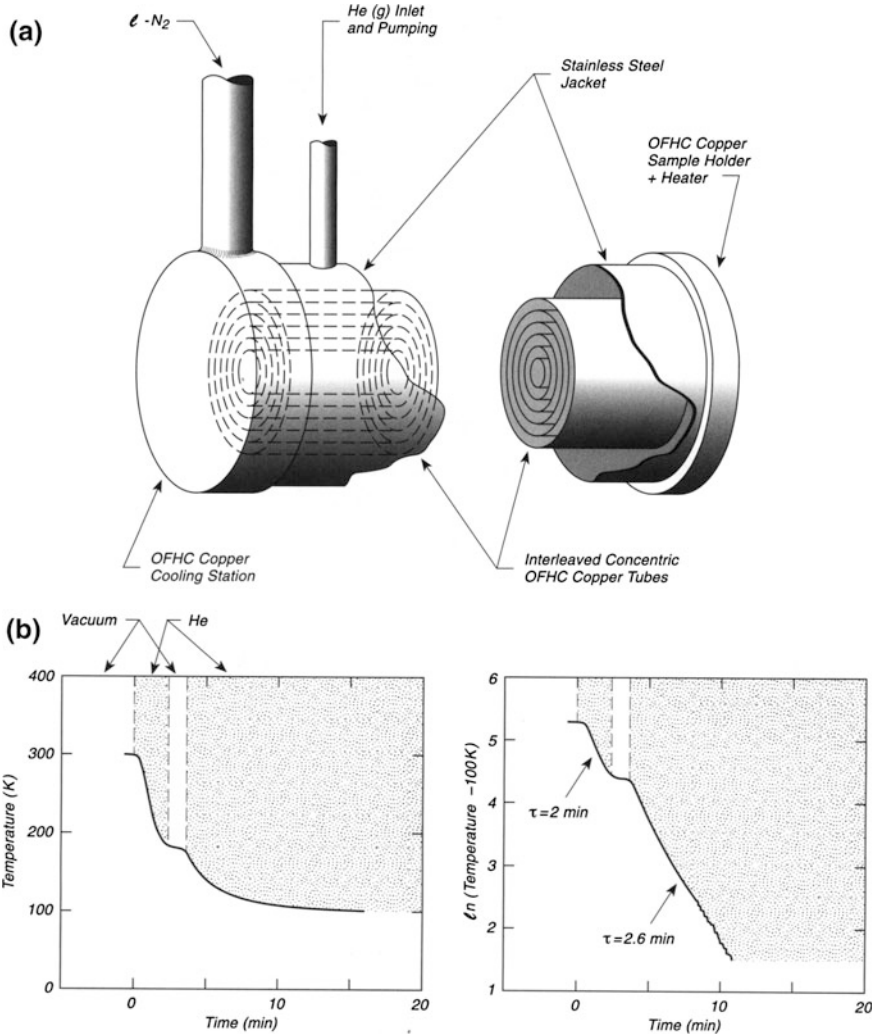 (a)
ℓ -N₂
He (g) Inlet
and Pumping
Stainless Steel
Jacket
OFHC Copper
Sample Holder
+ Heater
OFHC Copper
Cooling Station
Interleaved Concentric
OFHC Copper Tubes
(b)
Vacuum
He
400
300
200
100
0
Temperature (K)
0
10
20
Time (min)
6
5
4
3
2
1
ℓn (Temperature –100K)
τ=2 min
τ=2.6 min
0
10
20
Time (min)